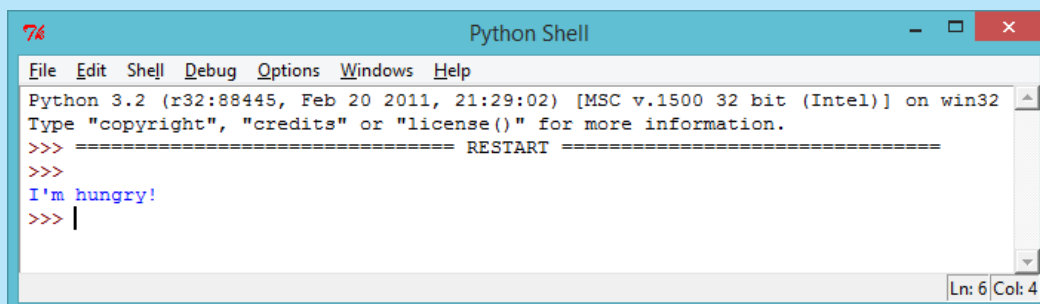 Python Shell
File Edit Shell Debug Options Windows Help
Python 3.2 (r32:88445, Feb 20 2011, 21:29:02) [MSC v.1500 32 bit (Intel)] on win32
Type "copyright", "credits" or "license()" for more information.
>>> ================================ RESTART ================================
>>>
I'm hungry!
>>>
Ln: 6 Col: 4